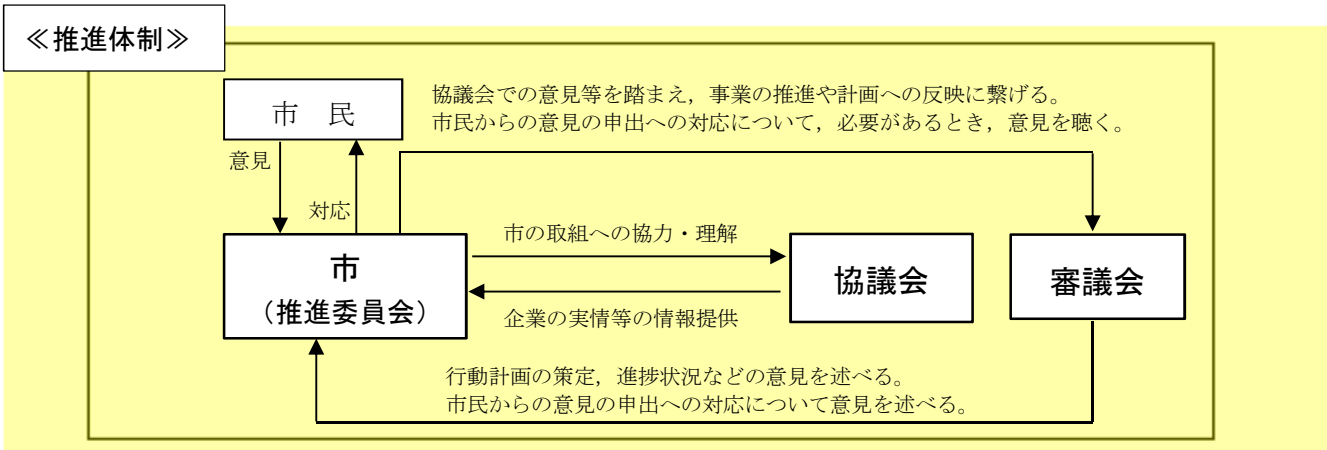 ≪推進体制≫
市　民
協議会での意見等を踏まえ，事業の推進や計画への反映に繋げる。
市民からの意見の申出への対応について，必要があるとき，意見を聴く。
意見
対応
市の取組への協力・理解
市
（推進委員会）
協議会
審議会
企業の実情等の情報提供
行動計画の策定，進捗状況などの意見を述べる。
市民からの意見の申出への対応について意見を述べる。